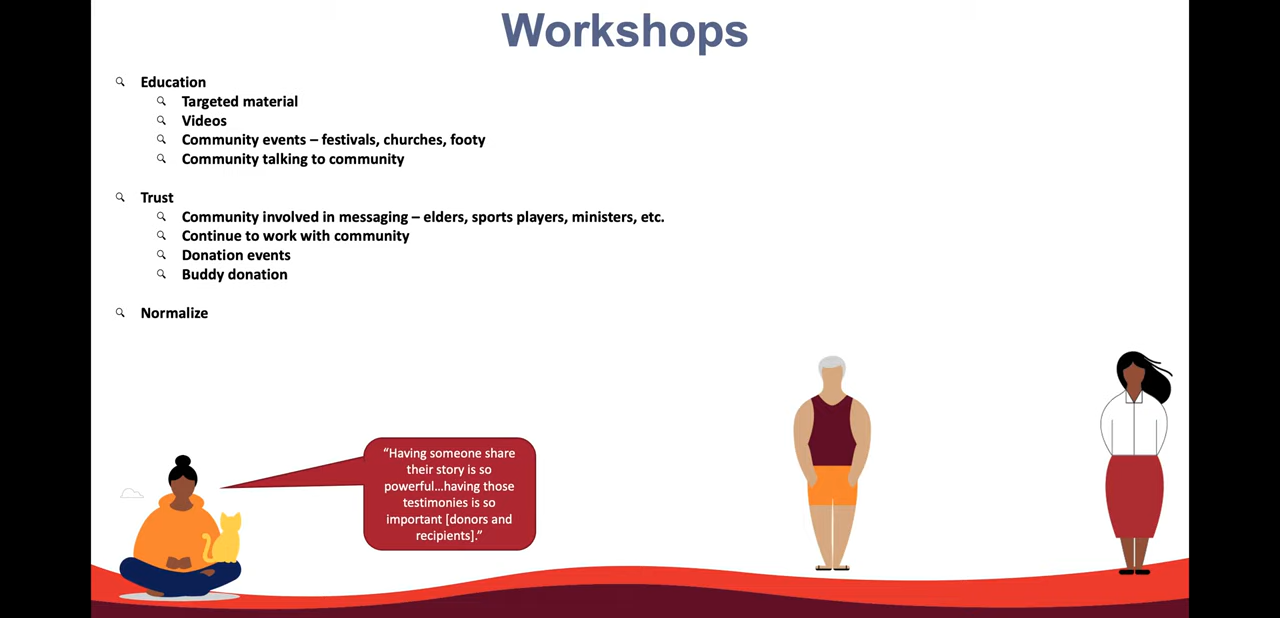 Workshops
Education
Targeted material
Videos
Community events – festivals, churches, footy
Community talking to community
Trust
Community involved in messaging – elders, sports players, ministers, etc.
Continue to work with community
Donation events
Buddy donation
Normalize
“Having someone share
their story is so
powerful...having those
testimonies is so
important [donors and
recipients].”